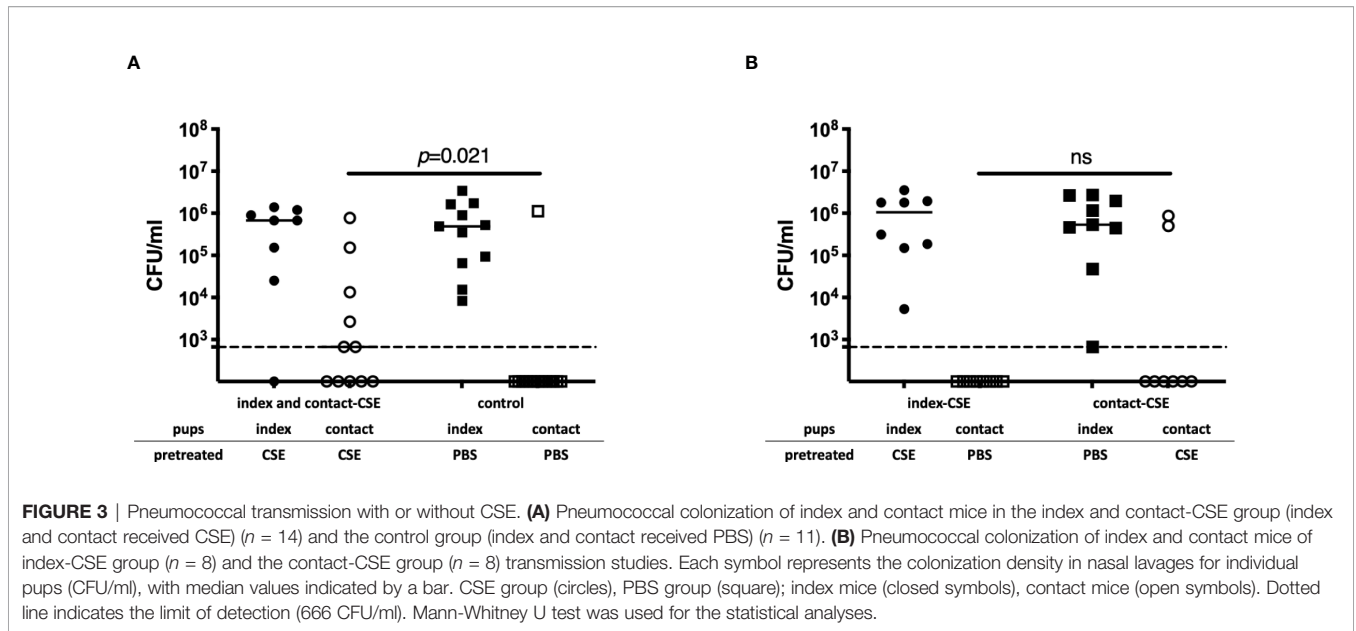 A
B
10⁸
10⁷
10⁶
10⁵
10⁴
10³
CFU/ml
p=0.021
index and contact-CSE control
pups index contact index contact
pretreated CSE CSE PBS PBS
10⁸
10⁷
10⁶
10⁵
10⁴
10³
CFU/ml
ns
index-CSE contact-CSE
pups index contact index contact
pretreated CSE PBS PBS CSE
FIGURE 3 | Pneumococcal transmission with or without CSE. (A) Pneumococcal colonization of index and contact mice in the index and contact-CSE group (index
and contact received CSE) (n = 14) and the control group (index and contact received PBS) (n = 11). (B) Pneumococcal colonization of index and contact mice of
index-CSE group (n = 8) and the contact-CSE group (n = 8) transmission studies. Each symbol represents the colonization density in nasal lavages for individual
pups (CFU/ml), with median values indicated by a bar. CSE group (circles), PBS group (square); index mice (closed symbols), contact mice (open symbols). Dotted
line indicates the limit of detection (666 CFU/ml). Mann-Whitney U test was used for the statistical analyses.